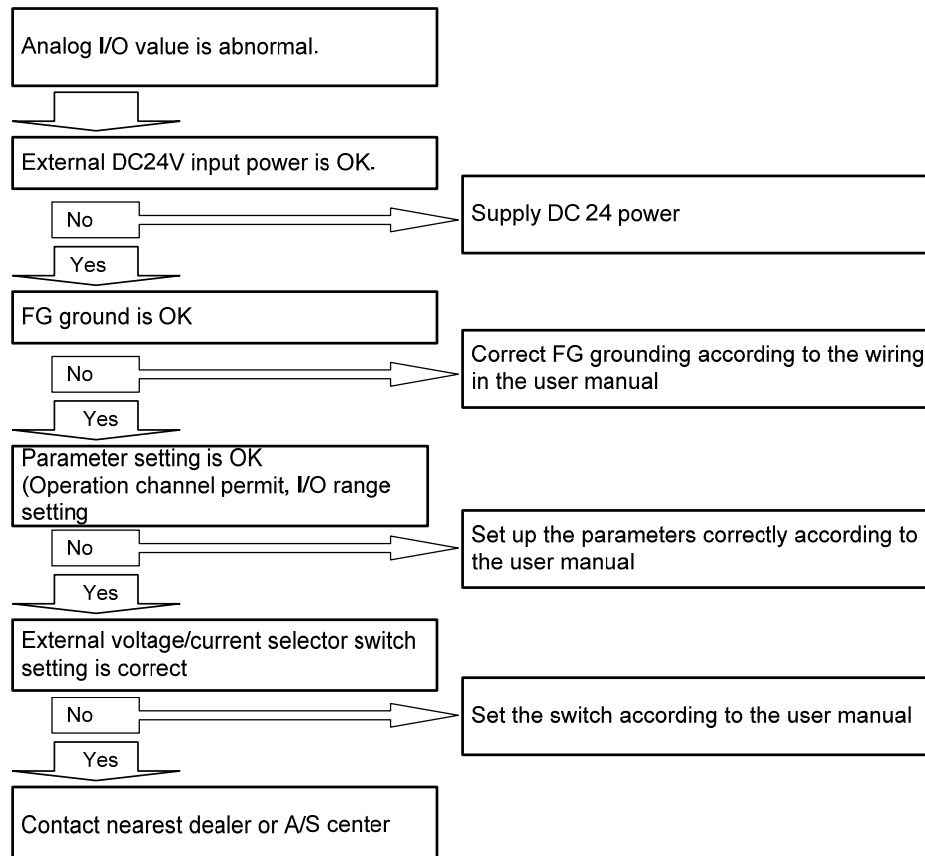 Analog I/O value is abnormal.
External DC24V input power is OK.
No
Supply DC 24 power
Yes
FG ground is OK
No
Correct FG grounding according to the wiring
in the user manual
Yes
Parameter setting is OK
(Operation channel permit, I/O range
setting
No
Set up the parameters correctly according to
the user manual
Yes
External voltage/current selector switch
setting is correct
No
Set the switch according to the user manual
Yes
Contact nearest dealer or A/S center